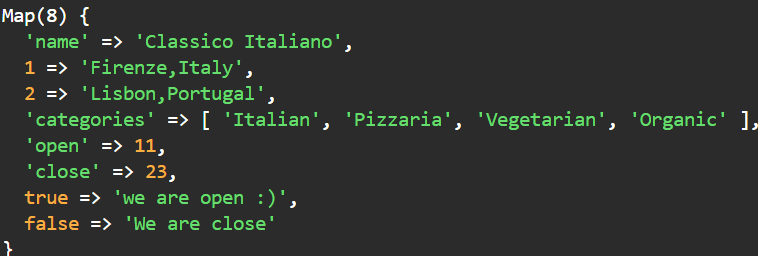 Map(8) {
  'name' => 'Classico Italiano',
  1 => 'Firenze,Italy',
  2 => 'Lisbon,Portugal',
  'categories' => [ 'Italian', 'Pizzaria', 'Vegetarian', 'Organic' ],
  'open' => 11,
  'close' => 23,
  true => 'we are open :)',
  false => 'We are close'
}